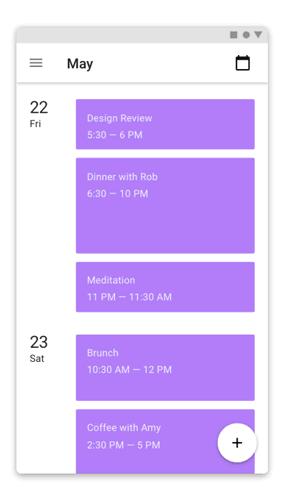 May
22
Fri
Design Review
5:30 — 6 PM
Dinner with Rob
6:30 — 10 PM
Meditation
11 PM — 11:30 AM
23
Sat
Brunch
10:30 AM — 12 PM
Coffee with Amy
2:30 PM — 5 PM